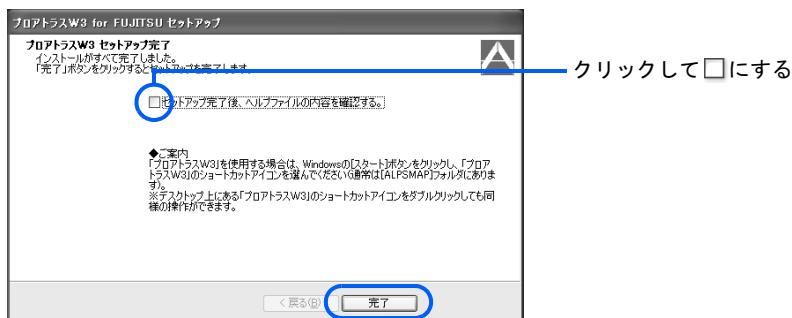 プロアトラスW3 for FUJITSU セットアップ
プロアトラスW3 セットアップ完了
インストールがすべて完了しました。
「完了」ボタンをクリックするとセットアップを完了します。
クリックして□にする
セットアップ完了後、ヘルプファイルの内容を確認する。
◆ご案内
「プロアトラスW3」を使用する場合は、Windowsの[スタート]ボタンをクリックし、「プロア
トラスW3」のショートカットアイコンを選んでください(通常は[ALPSMAP]フォルダにありま
す)。
※デスクトップ上にある「プロアトラスW3」のショートカットアイコンをダブルクリックしても同
様の操作ができます。
< 戻る(B)
完了